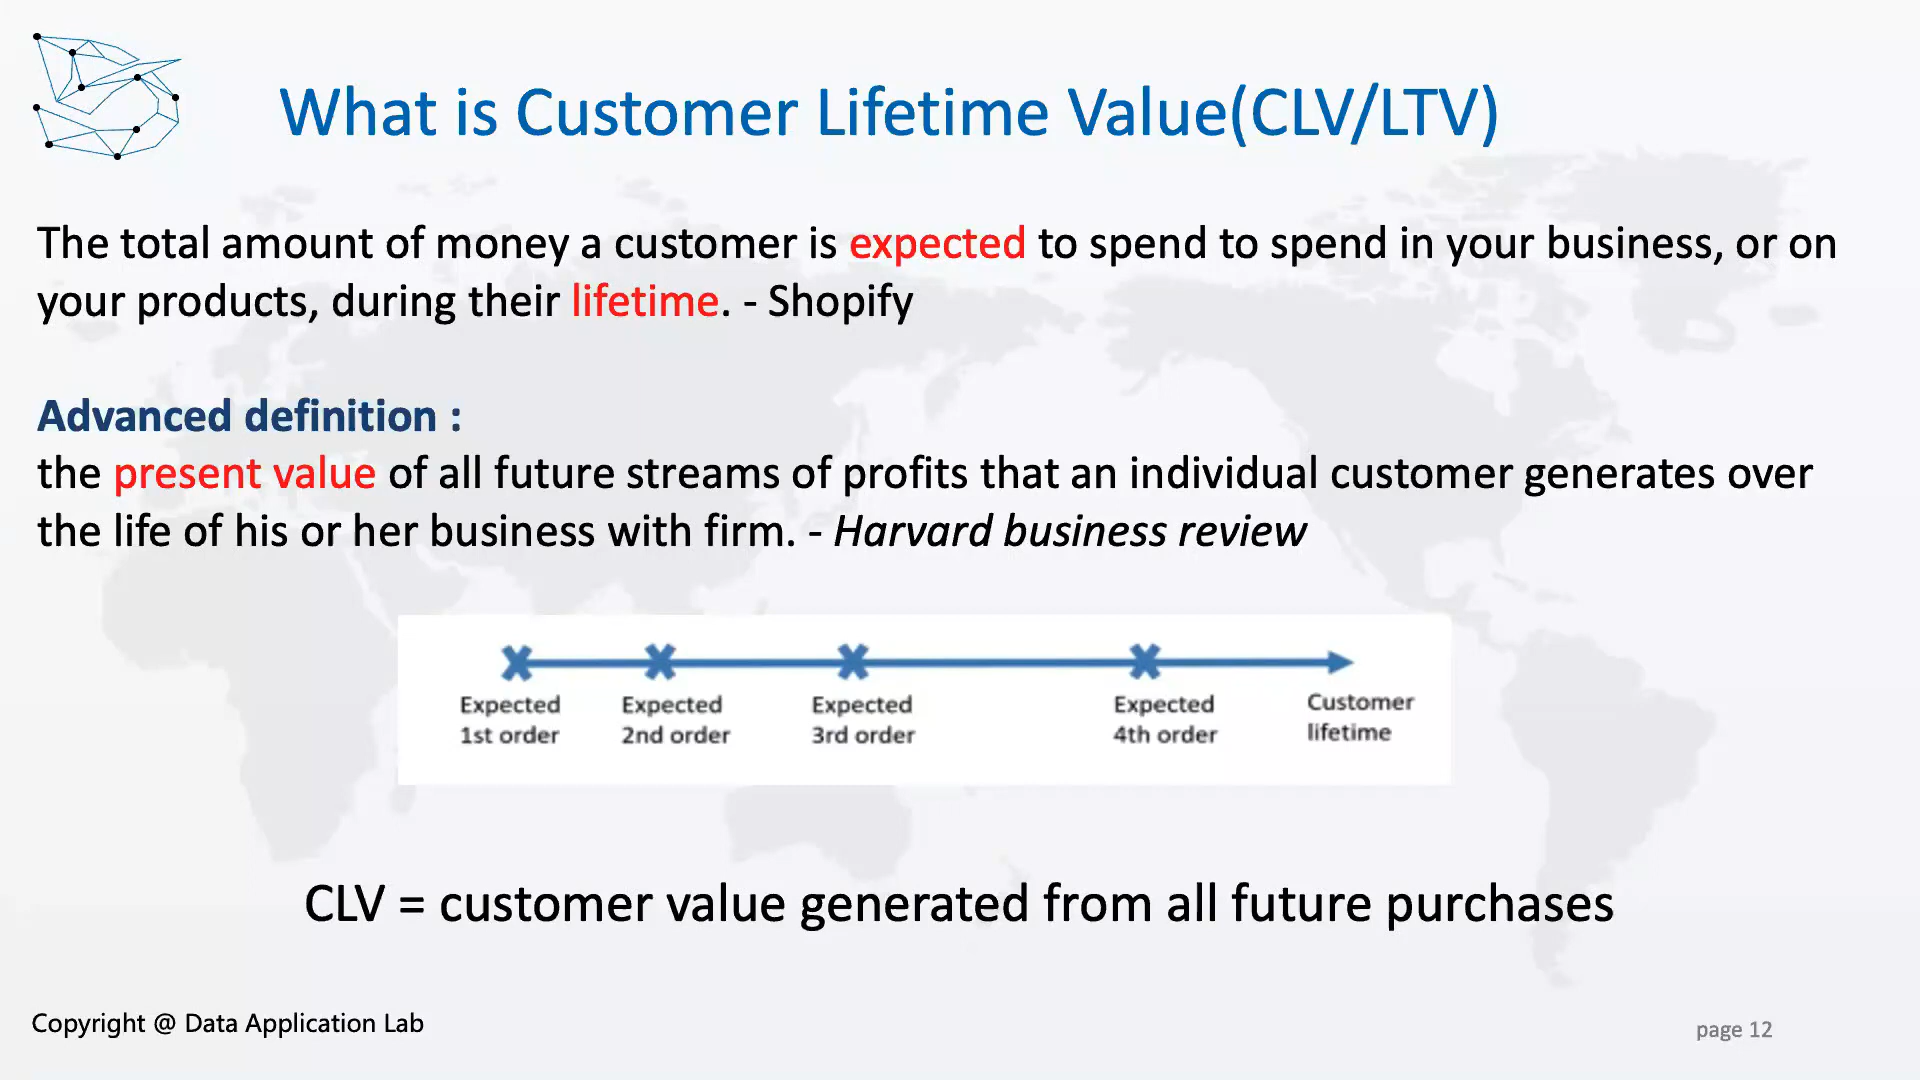 What is Customer Lifetime Value(CLV/LTV)
The total amount of money a customer is expected to spend to spend in your business, or on
your products, during their lifetime. - Shopify
Advanced definition :
the present value of all future streams of profits that an individual customer generates over
the life of his or her business with firm. - Harvard business review
Expected
1st order
Expected
2nd order
Expected
3rd order
Expected
4th order
Customer
lifetime
CLV = customer value generated from all future purchases
Copyright @ Data Application Lab
page 12